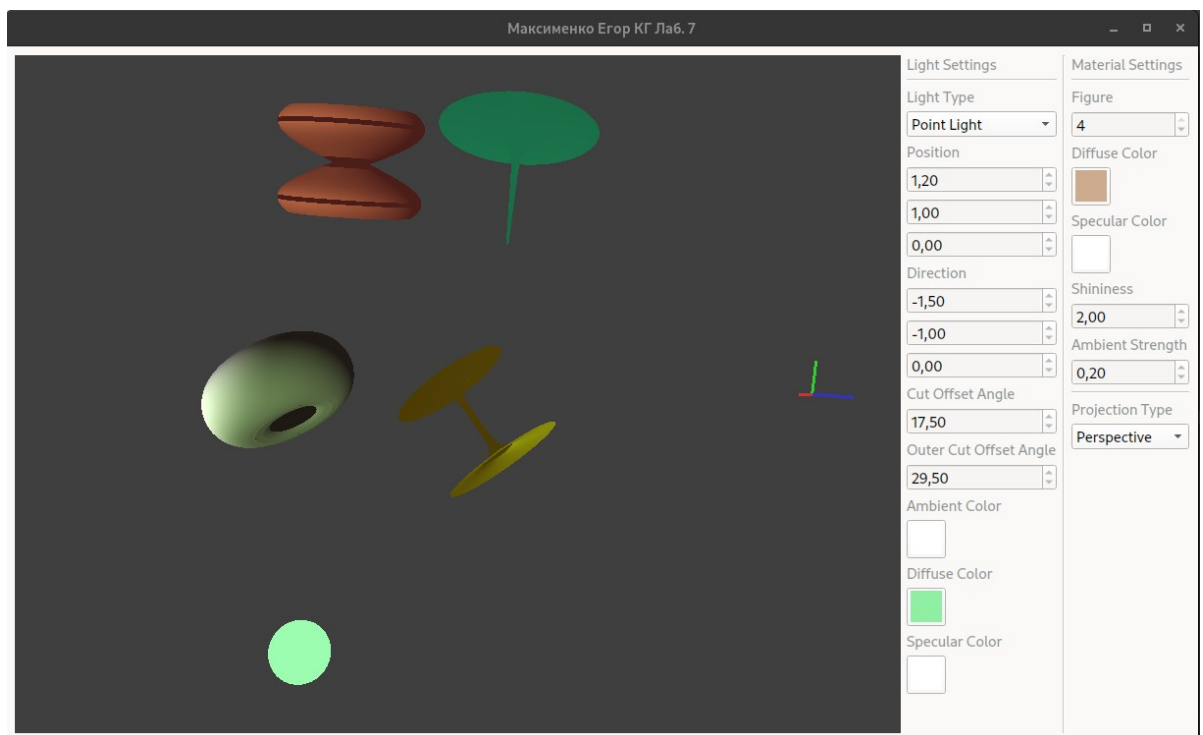 Максименко Егор КГ Лаб. 7
Light Settings
Light Type
Point Light
Position
1,20
1,00
0,00
Direction
-1,50
-1,00
0,00
Cut Offset Angle
17,50
Outer Cut Offset Angle
29,50
Ambient Color
Diffuse Color
Specular Color
Material Settings
Figure
4
Diffuse Color
Specular Color
Shininess
2,00
Ambient Strength
0,20
Projection Type
Perspective